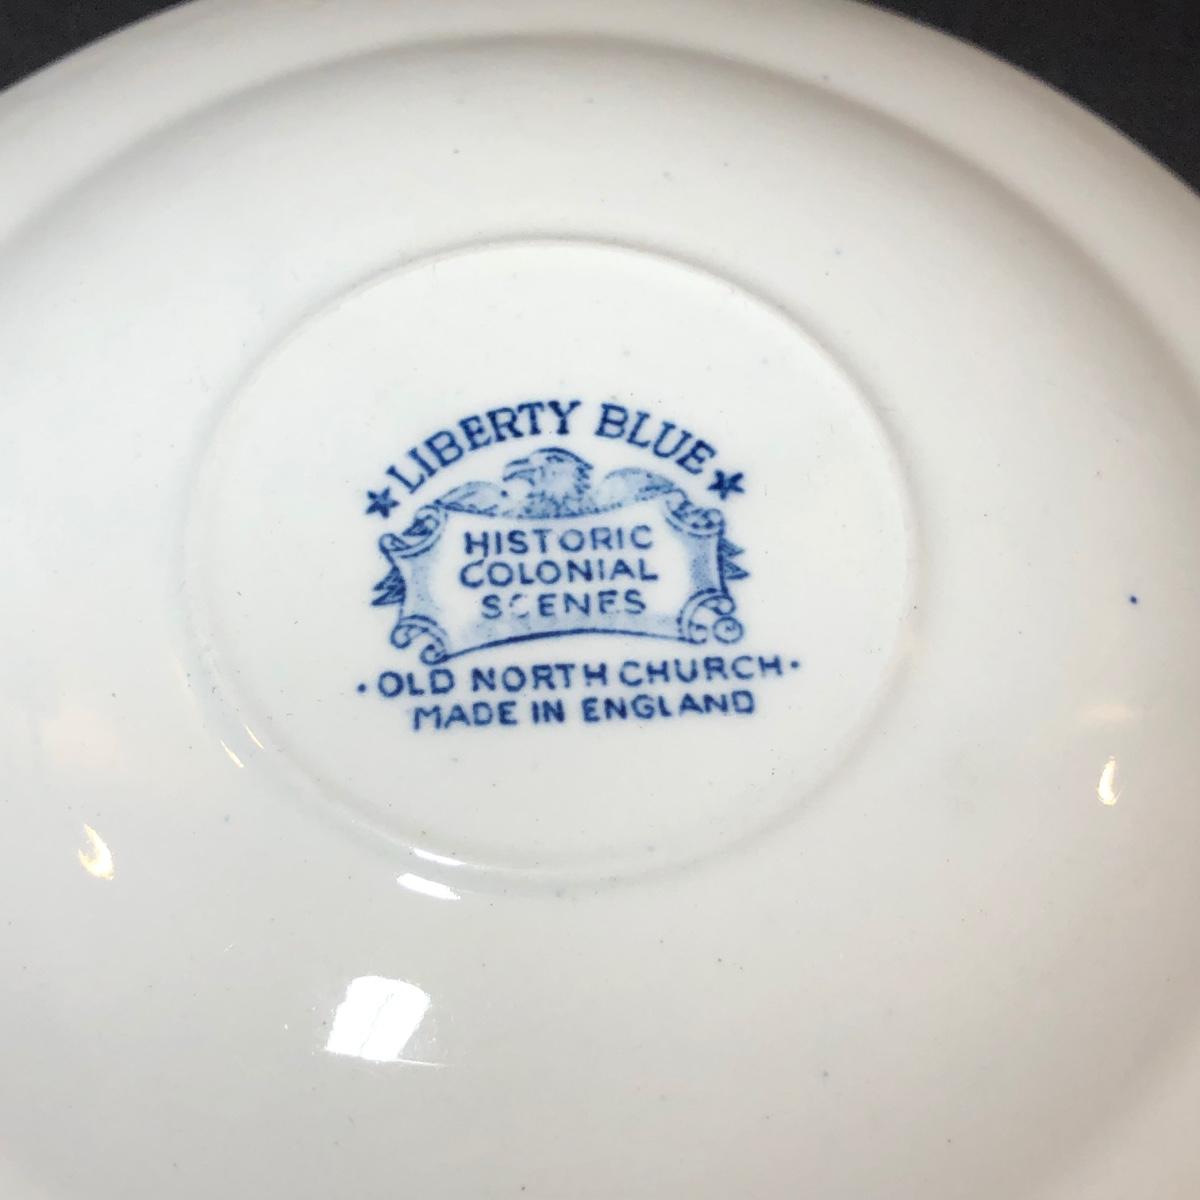 LIBERTY BLUE
HISTORIC
COLONIAL
SCENES
·OLD NORTH CHURCH·
MADE IN ENGLAND